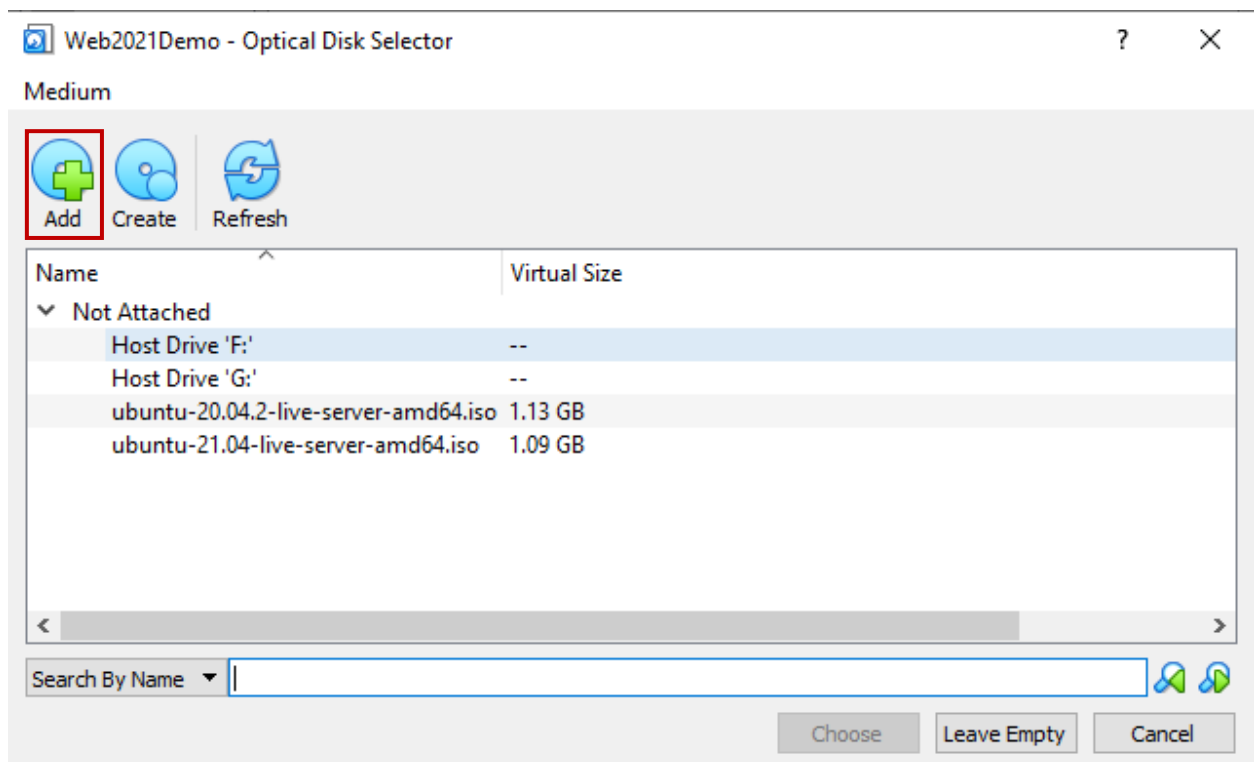 Web2021Demo - Optical Disk Selector ?
Medium
Add Create Refresh
Name Virtual Size
Not Attached
Host Drive 'F:' --
Host Drive 'G:' --
ubuntu-20.04.2-live-server-amd64.iso 1.13 GB
ubuntu-21.04-live-server-amd64.iso 1.09 GB
Search By Name
Choose Leave Empty Cancel